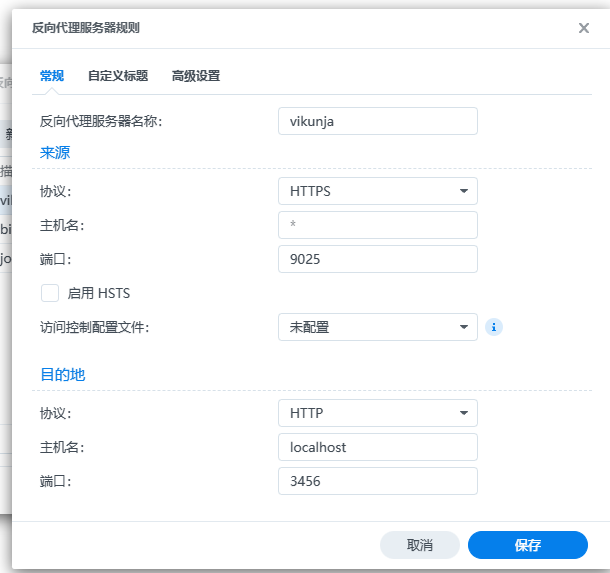 反向代理服务器规则
常规 自定义标题 高级设置
反向代理服务器名称: vikunja
来源
协议: HTTPS
主机名: *
端口: 9025
启用 HSTS
访问控制配置文件: 未配置
目的地
协议: HTTP
主机名: localhost
端口: 3456
取消 保存